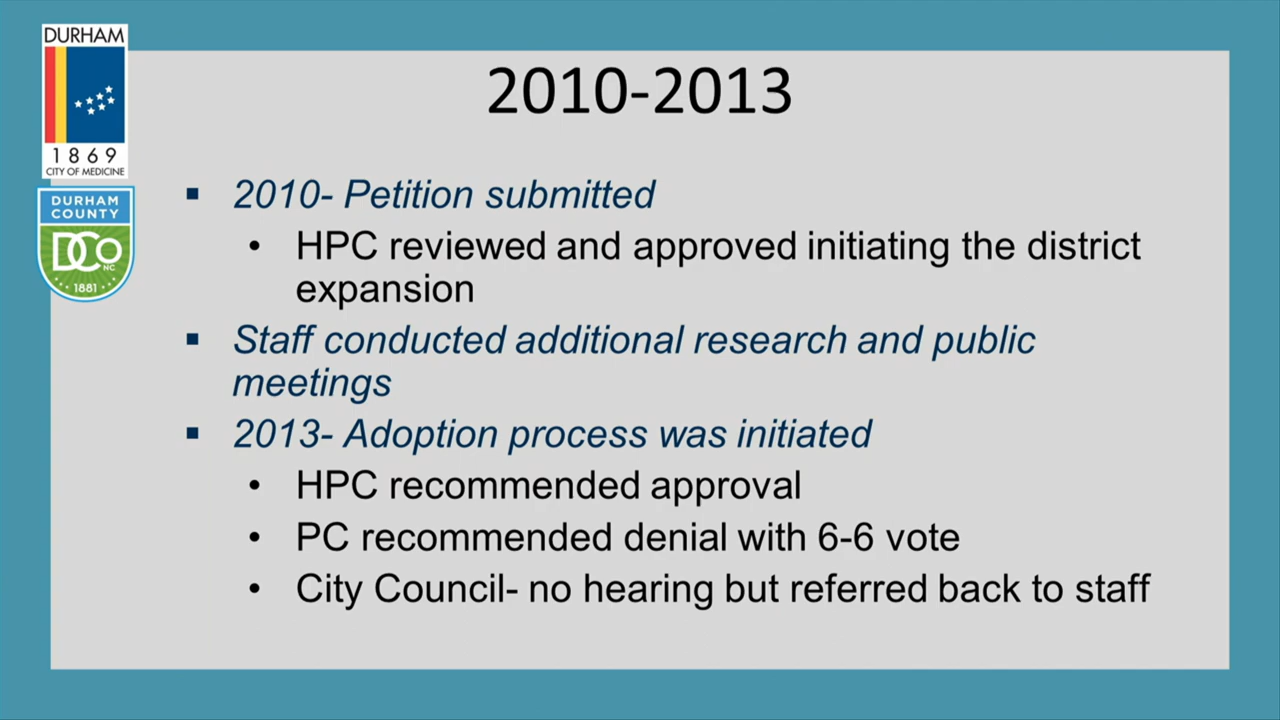 DURHAM
1869
CITY OF MEDICINE
DURHAM
COUNTY
DCO
NC
1881
2010-2013
▪ 2010- Petition submitted
• HPC reviewed and approved initiating the district
expansion
▪ Staff conducted additional research and public
meetings
▪ 2013- Adoption process was initiated
• HPC recommended approval
• PC recommended denial with 6-6 vote
• City Council- no hearing but referred back to staff